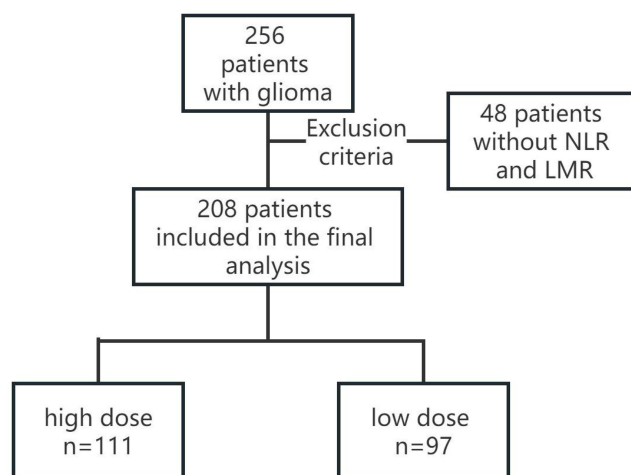 256
patients
with glioma
Exclusion
criteria
48 patients
without NLR
and LMR
208 patients
included in the final
analysis
high dose
n=111
low dose
n=97